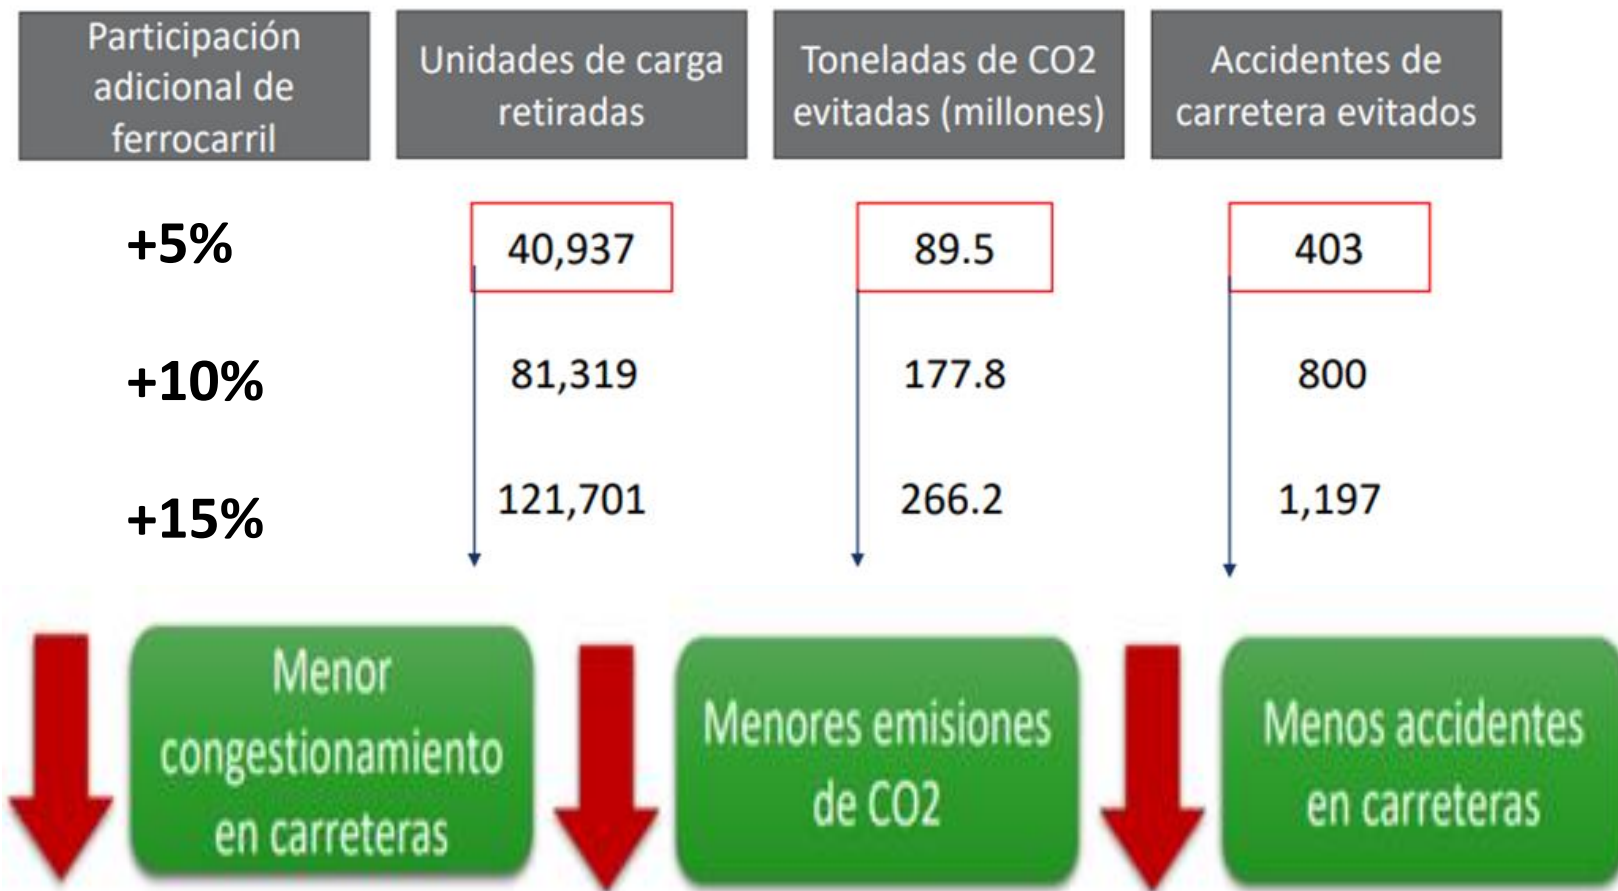 Participación
adicional de
ferrocarril
Unidades de carga
retiradas
Toneladas de CO2
evitadas (millones)
Accidentes de
carretera evitados
+5%
40,937
89.5
403
+10%
81,319
177.8
800
+15%
121,701
266.2
1,197
Menor
congestionamiento
en carreteras
Menores emisiones
de CO2
Menos accidentes
en carreteras